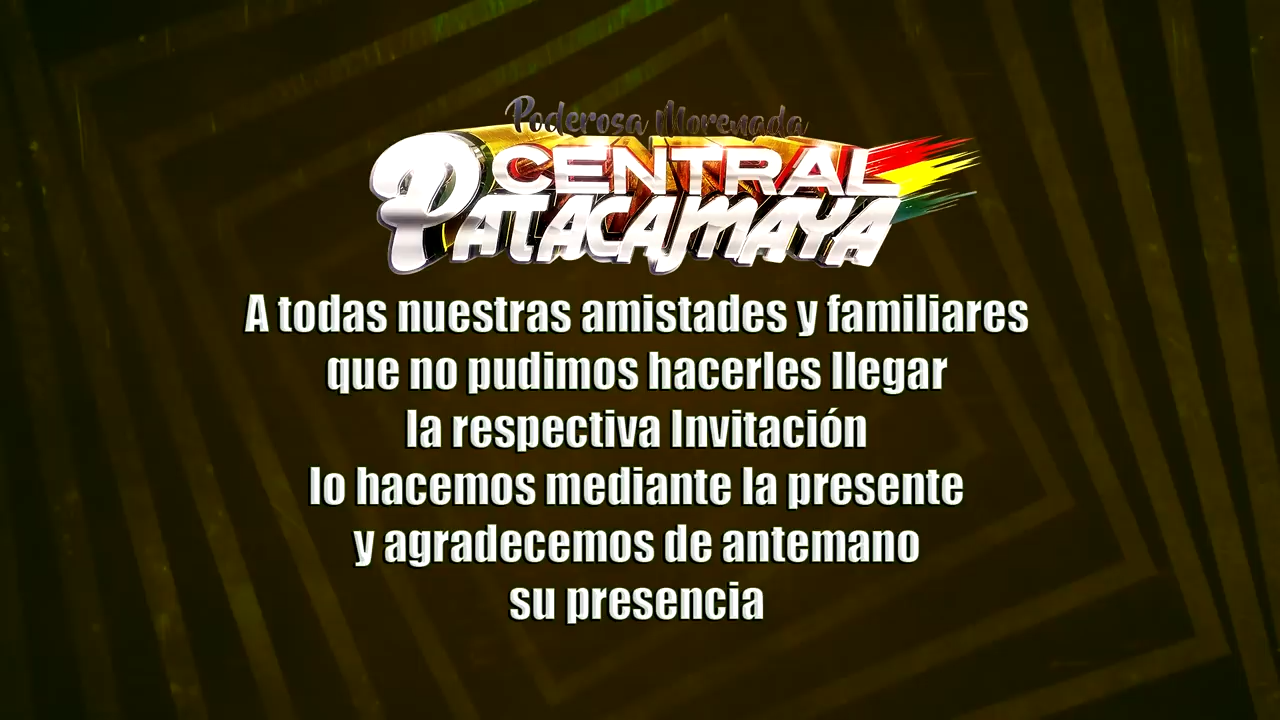 Poderosa Morenada
CENTRAL
PATACAMAYA
A todas nuestras amistades y familiares
que no pudimos hacerles llegar
la respectiva Invitación
lo hacemos mediante la presente
y agradecemos de antemano
su presencia